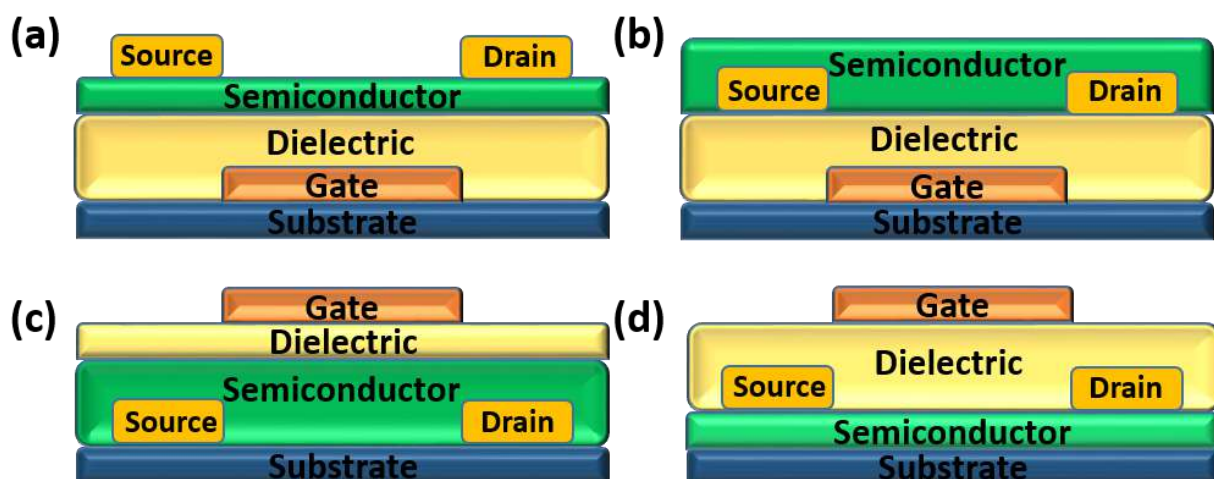 (a)
Source
Drain
Semiconductor
Dielectric
Gate
Substrate
(b)
Semiconductor
Source
Drain
Dielectric
Gate
Substrate
(c)
Gate
Dielectric
Semiconductor
Source
Drain
Substrate
(d)
Gate
Dielectric
Source
Drain
Semiconductor
Substrate